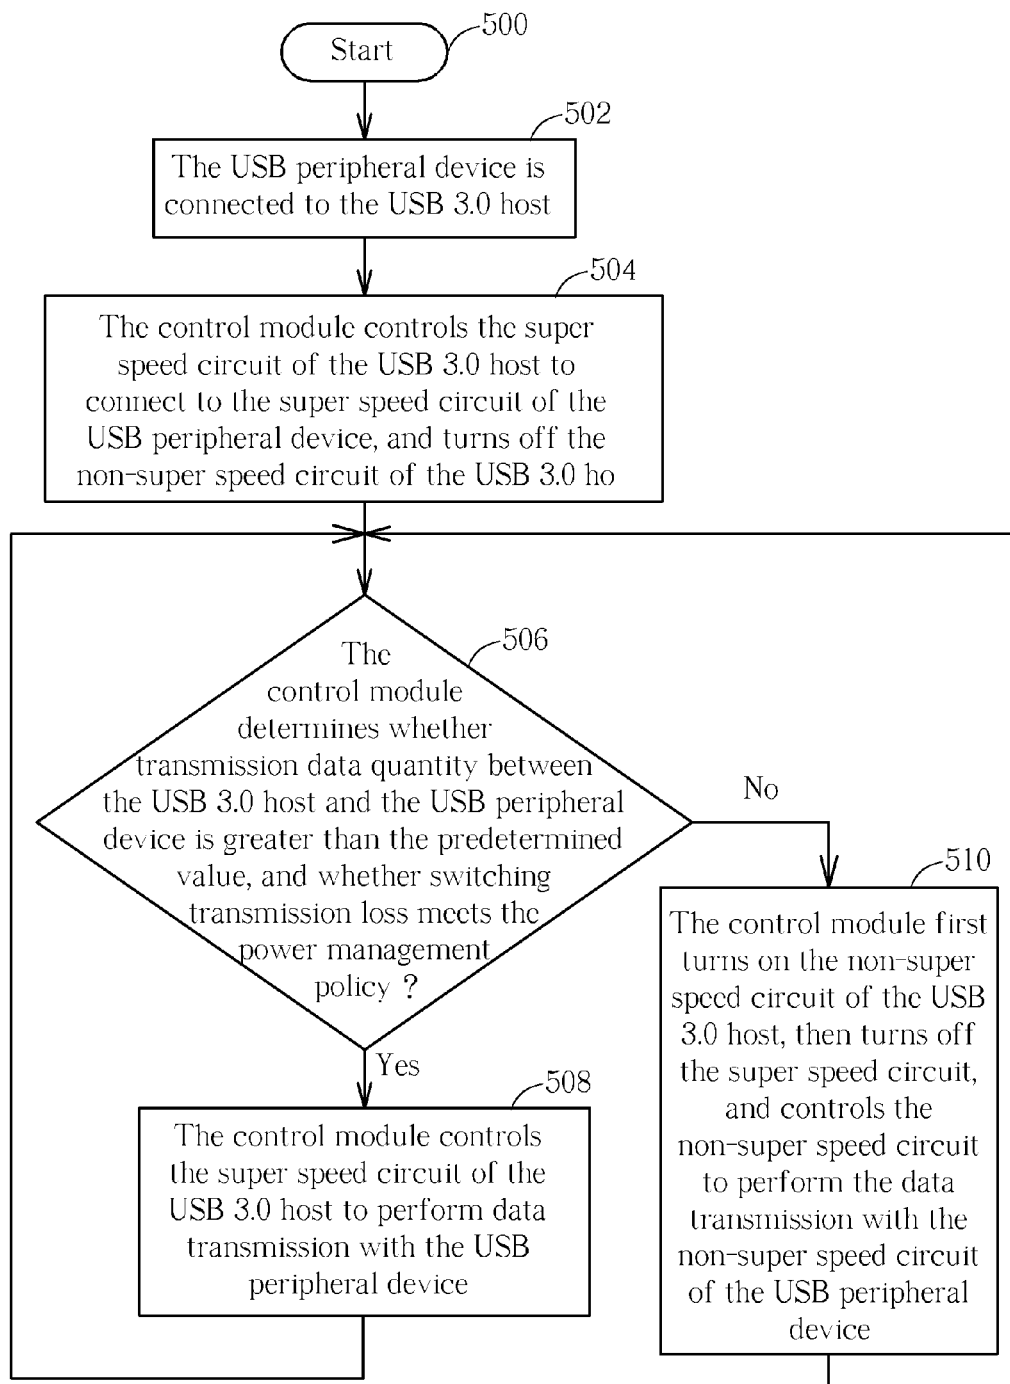 500
Start
502
The USB peripheral device is
connected to the USB 3.0 host
504
The control module controls the super
speed circuit of the USB 3.0 host to
connect to the super speed circuit of the
USB peripheral device, and turns off the
non-super speed circuit of the USB 3.0 ho
506
The
control module
determines whether
transmission data quantity between
the USB 3.0 host and the USB peripheral
device is greater than the predetermined
value, and whether switching
transmission loss meets the
power management
policy ?
No
Yes
508
The control module controls
the super speed circuit of the
USB 3.0 host to perform data
transmission with the USB
peripheral device
510
The control module first
turns on the non-super
speed circuit of the USB
3.0 host, then turns off
the super speed circuit,
and controls the
non-super speed circuit
to perform the data
transmission with the
non-super speed circuit
of the USB peripheral
device